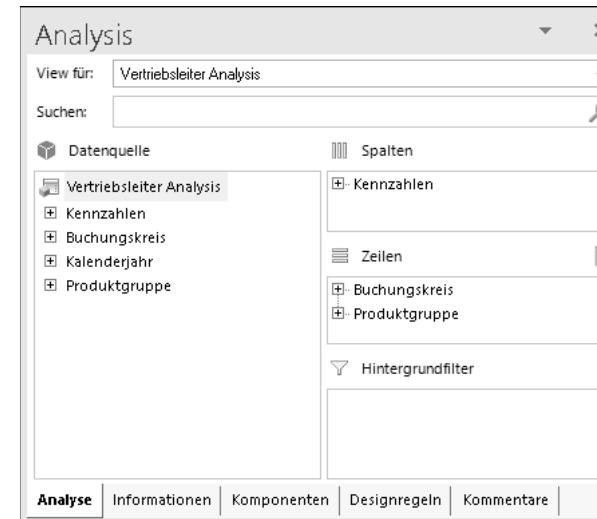 Analysis
View für: Vertriebsleiter Analysis
Suchen:
Datenquelle
Vertriebsleiter Analysis
Kennzahlen
Buchungskreis
Kalenderjahr
Produktgruppe
Spalten
Kennzahlen
Zeilen
Buchungskreis
Produktgruppe
Hintergrundfilter
Analyse Informationen Komponenten Designregeln Kommentare